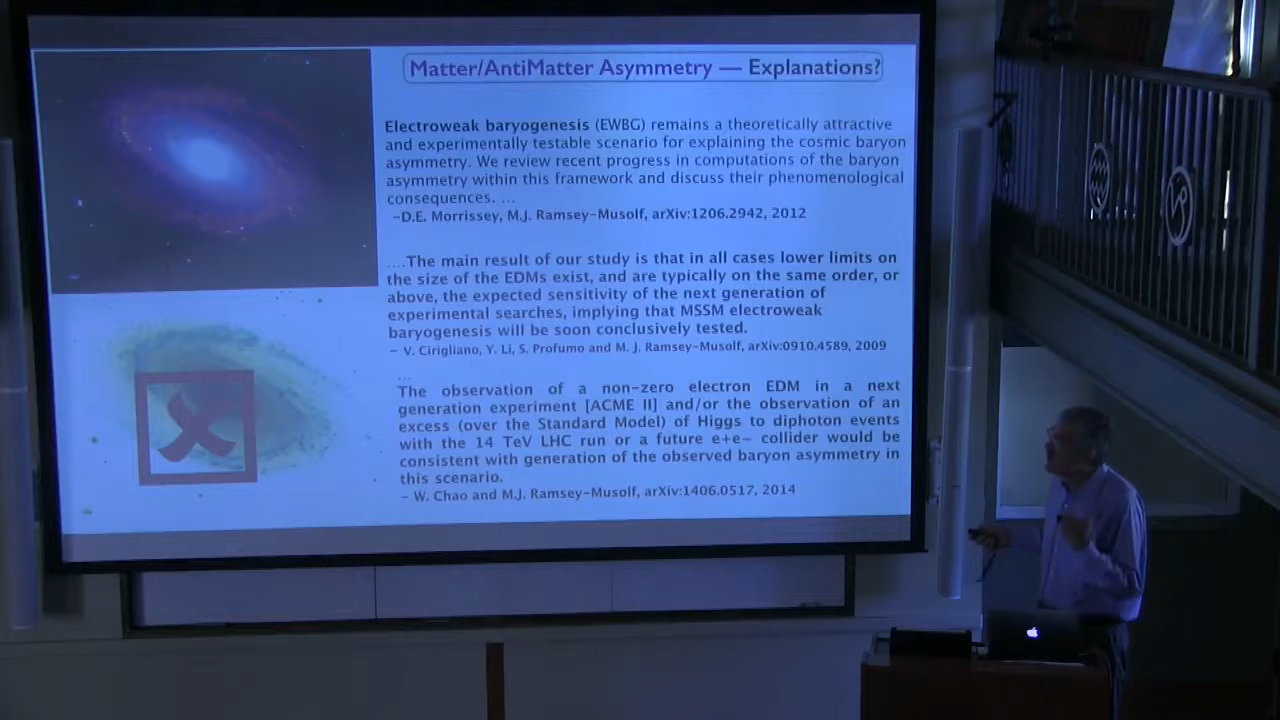 Matter/AntiMatter Asymmetry — Explanations?
Electroweak baryogenesis (EWBG) remains a theoretically attractive
and experimentally testable scenario for explaining the cosmic baryon
asymmetry. We review recent progress in computations of the baryon
asymmetry within this framework and discuss their phenomenological
consequences. ...
–D.E. Morrissey, M.J. Ramsey-Musolf, arXiv:1206.2942, 2012
....The main result of our study is that in all cases lower limits on
the size of the EDMs exist, and are typically on the same order, or
above, the expected sensitivity of the next generation of
experimental searches, implying that MSSM electroweak
baryogenesis will be soon conclusively tested.
– V. Cirigliano, Y. Li, S. Profumo and M. J. Ramsey-Musolf, arXiv:0910.4589, 2009
...
The observation of a non-zero electron EDM in a next
generation experiment [ACME II] and/or the observation of an
excess (over the Standard Model) of Higgs to diphoton events
with the 14 TeV LHC run or a future e+e- collider would be
consistent with generation of the observed baryon asymmetry in
this scenario.
– W. Chao and M.J. Ramsey-Musolf, arXiv:1406.0517, 2014